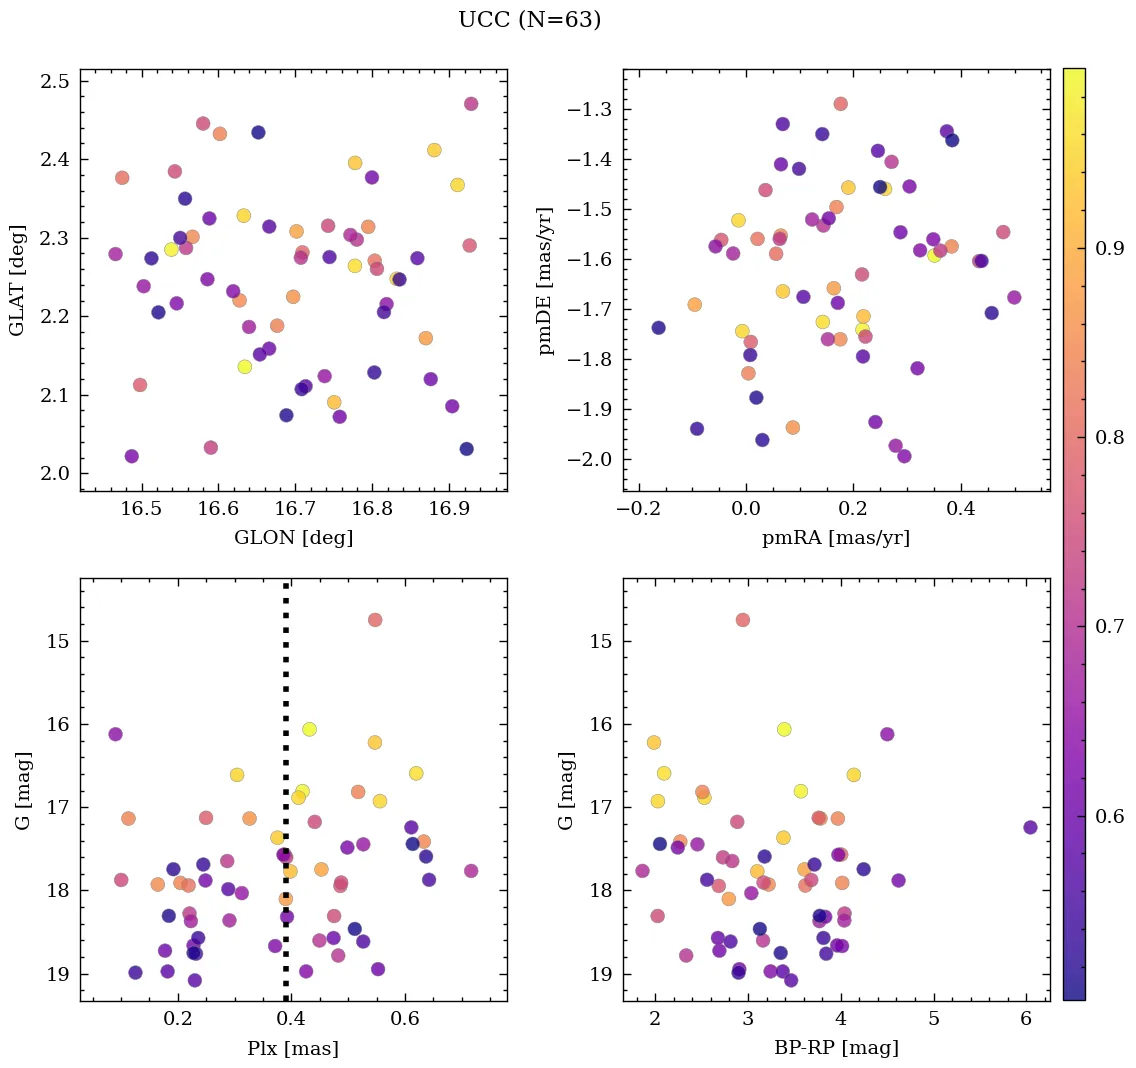 UCC (N=63)
2.5
2.4
2.3
2.2
2.1
2.0
GLAT [deg]
16.5 16.6 16.7 16.8 16.9
GLON [deg]
−1.3
−1.4
−1.5
−1.6
−1.7
−1.8
−1.9
−2.0
pmDE [mas/yr]
−0.2 0.0 0.2 0.4
pmRA [mas/yr]
15
16
17
18
19
G [mag]
0.2 0.4 0.6
Plx [mas]
15
16
17
18
19
G [mag]
2 3 4 5 6
BP-RP [mag]
0.9
0.8
0.7
0.6